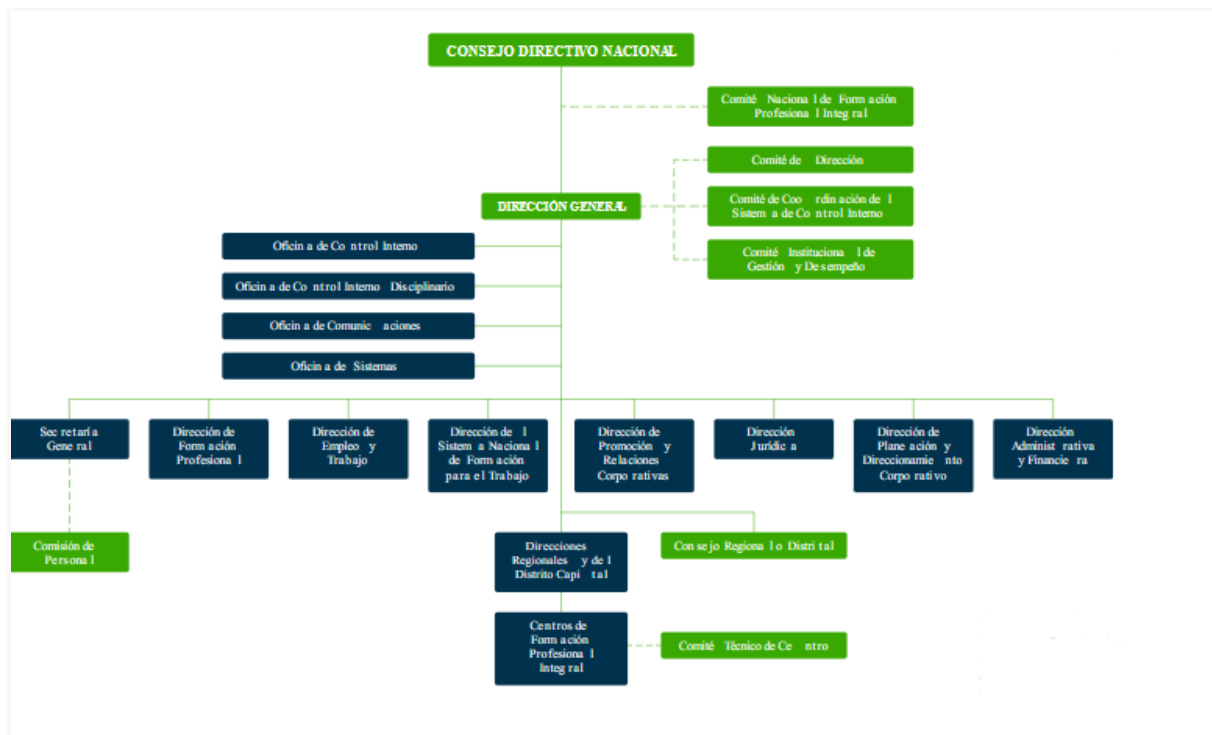 CONSEJO DIRECTIVO NACIONAL
Comité Nacional de Formación
Profesional Integral
Comité de Dirección
DIRECCIÓN GENERAL
Comité de Coordinación del
Sistema de Control Interno
Comité Institucional de
Gestión y Desempeño
Oficina de Control Interno
Oficina de Control Interno Disciplinario
Oficina de Comunicaciones
Oficina de Sistemas
Secretaría
General
Dirección de
Formación
Profesional
Dirección de
Empleo y
Trabajo
Dirección del
Sistema Nacional
de Formación
para el Trabajo
Dirección de
Promoción y
Relaciones
Corporativas
Dirección
Jurídica
Dirección de
Planeación y
Direccionamiento
Corporativo
Dirección
Administrativa
y Financiera
Comisión de
Personal
Direcciones
Regionales y del
Distrito Capital
Consejo Regional o Distrital
Centros de
Formación
Profesional
Integral
Comité Técnico de Centro